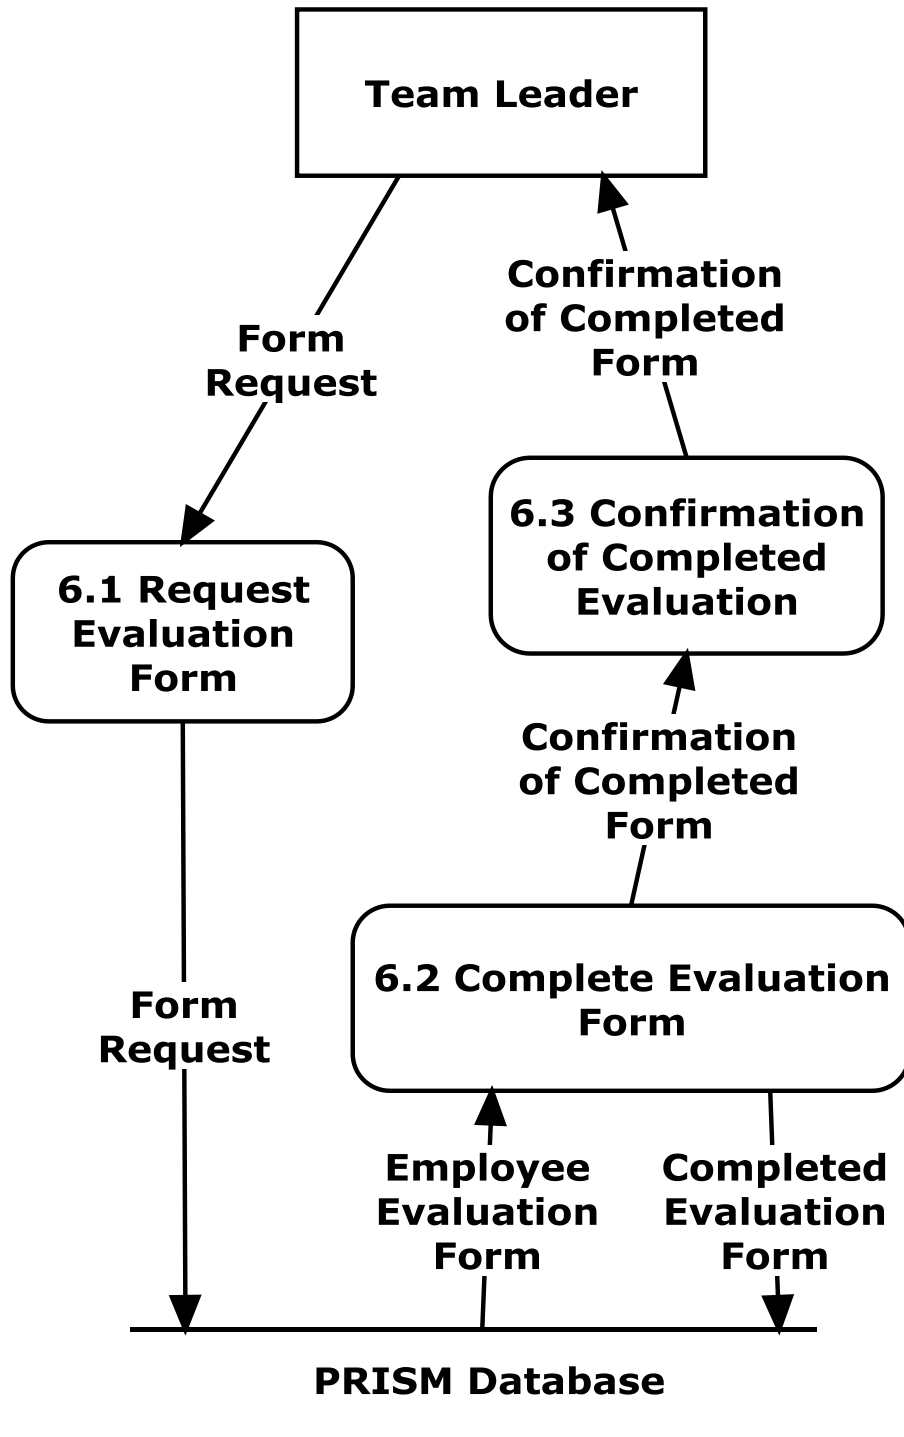 Team Leader
Confirmation
of Completed
Form
Form
Request
6.3 Confirmation
of Completed
Evaluation
6.1 Request
Evaluation
Form
Confirmation
of Completed
Form
6.2 Complete Evaluation
Form
Form
Request
Employee
Evaluation
Form
Completed
Evaluation
Form
PRISM Database